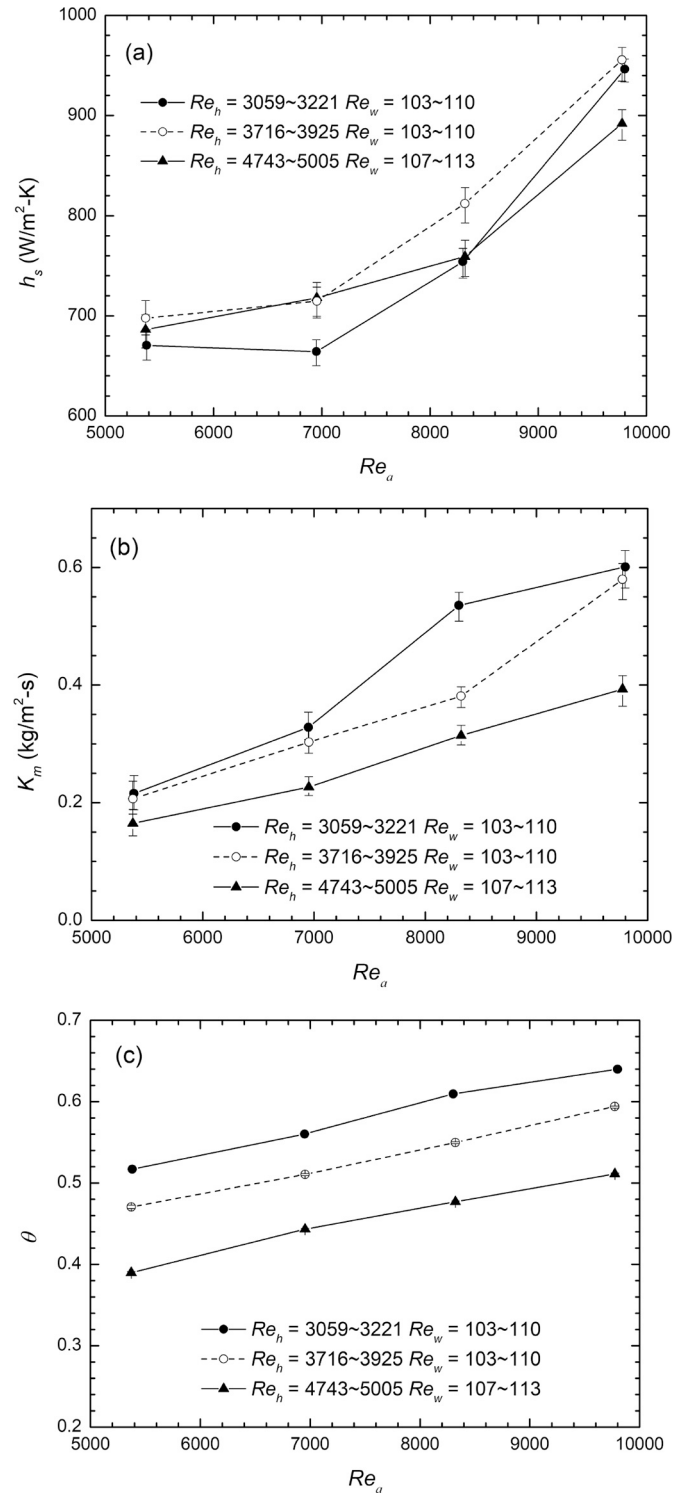 1000
(a)
Re_h = 3059~3221 Re_w = 103~110
900
Re_h = 3716~3925 Re_w = 103~110
Re_h = 4743~5005 Re_w = 107~113
800
h_s (W/m²-K)
700
600
5000 6000 7000 8000 9000 10000
Re_a
(b)
0.6
0.4
K_m (kg/m²-s)
0.2
Re_h = 3059~3221 Re_w = 103~110
Re_h = 3716~3925 Re_w = 103~110
Re_h = 4743~5005 Re_w = 107~113
0.0
5000 6000 7000 8000 9000 10000
Re_a
0.7
(c)
0.6
0.5
θ
0.4
Re_h = 3059~3221 Re_w = 103~110
0.3
Re_h = 3716~3925 Re_w = 103~110
Re_h = 4743~5005 Re_w = 107~113
0.2
5000 6000 7000 8000 9000 10000
Re_a